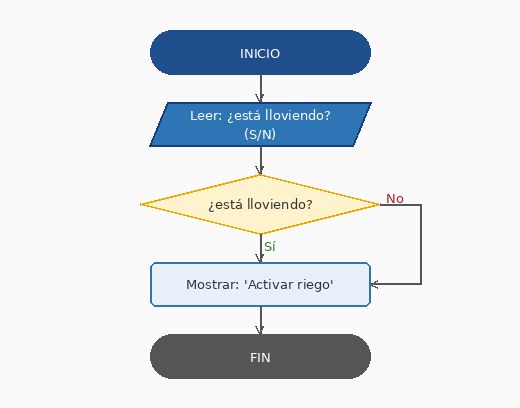 INICIO
Leer: ¿está lloviendo?
(S/N)
¿está lloviendo?
No
Sí
Mostrar: 'Activar riego'
FIN